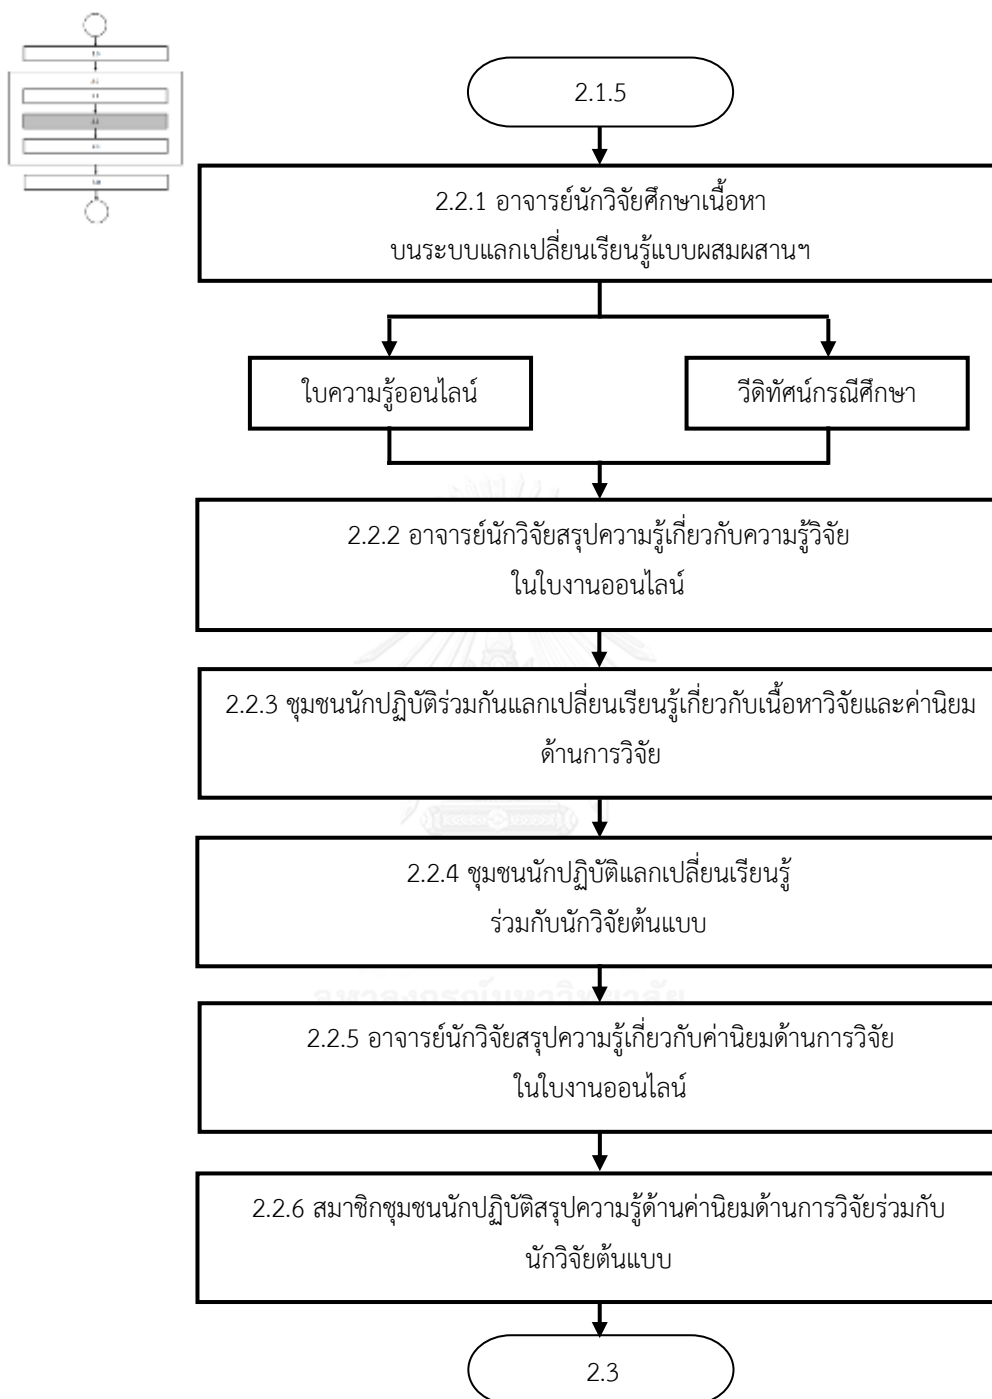 2.1.5
2.2.1 อาจารย์นักวิจัยศึกษาเนื้อหา
บนระบบแลกเปลี่ยนเรียนรู้แบบผสมผสานฯ
ใบความรู้ออนไลน์
วีดิทัศน์กรณีศึกษา
2.2.2 อาจารย์นักวิจัยสรุปความรู้เกี่ยวกับความรู้วิจัย
ในใบงานออนไลน์
2.2.3 ชุมชนนักปฏิบัติร่วมกันแลกเปลี่ยนเรียนรู้เกี่ยวกับเนื้อหาวิจัยและค่านิยม
ด้านการวิจัย
2.2.4 ชุมชนนักปฏิบัติแลกเปลี่ยนเรียนรู้
ร่วมกับนักวิจัยต้นแบบ
จุฬาลงกรณ์มหาวิทยาลัย
2.2.5 อาจารย์นักวิจัยสรุปความรู้เกี่ยวกับค่านิยมด้านการวิจัย
ในใบงานออนไลน์
2.2.6 สมาชิกชุมชนนักปฏิบัติสรุปความรู้ด้านค่านิยมด้านการวิจัยร่วมกับ
นักวิจัยต้นแบบ
2.3